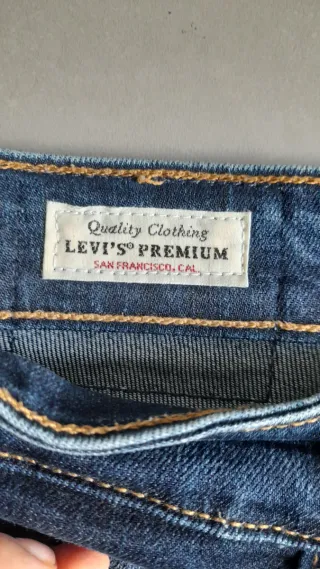 Quality Clothing
LEVI'S® PREMIUM
SAN FRANCISCO, CAL